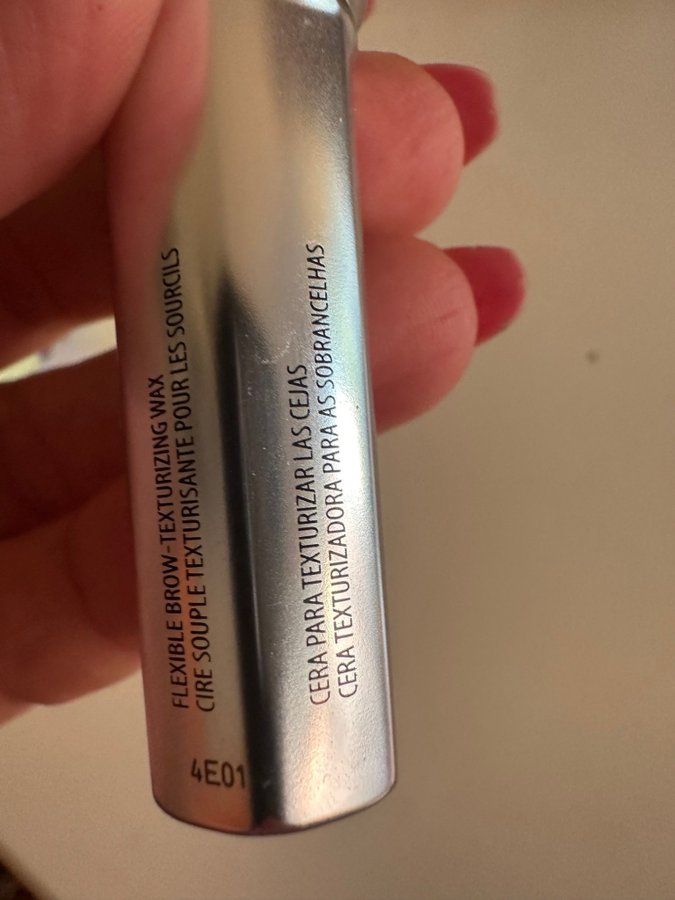 FLEXIBLE BROW-TEXTURIZING WAX
CIRE SOUPLE TEXTURISANTE POUR LES SOURCILS
CERA PARA TEXTURIZAR LAS CEJAS
CERA TEXTURIZADORA PARA AS SOBRANCELHAS
4E01